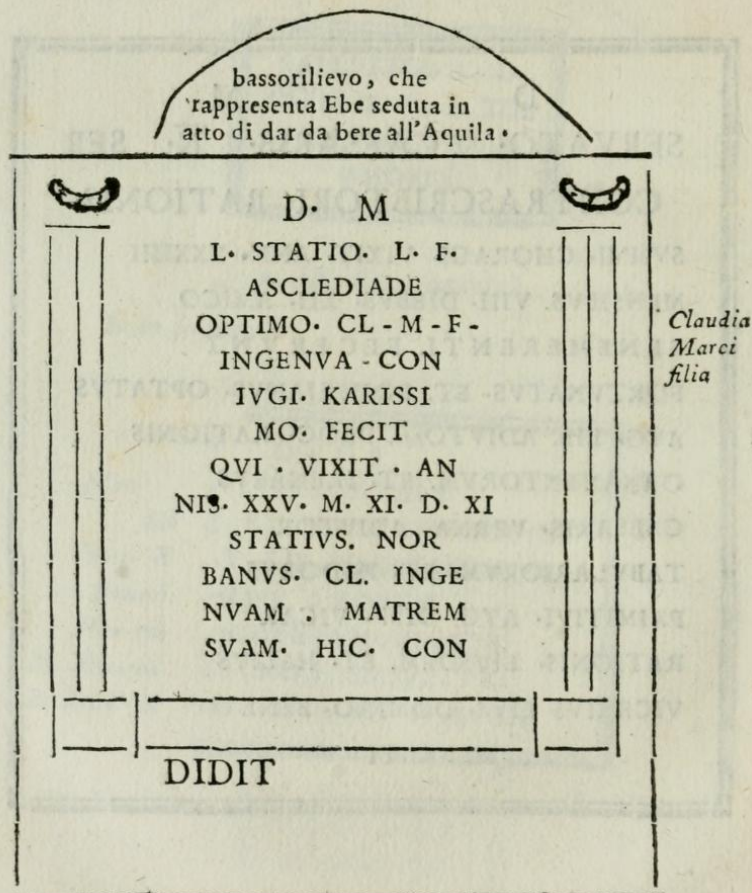 bassorilievo, che
rappresenta Ebe seduta in
atto di dar da bere all'Aquila.
D. M
L. STATIO. L. F.
ASCLEDIADE
OPTIMO. CL - M - F -
INGENVA - CON
IVGI. KARISSI
MO. FECIT
QVI . VIXIT . AN
NIS. XXV. M. XI. D. XI
STATIVS. NOR
BANVS. CL. INGE
NVAM . MATREM
SVAM. HIC. CON
DIDIT
Claudia
Marci
filia